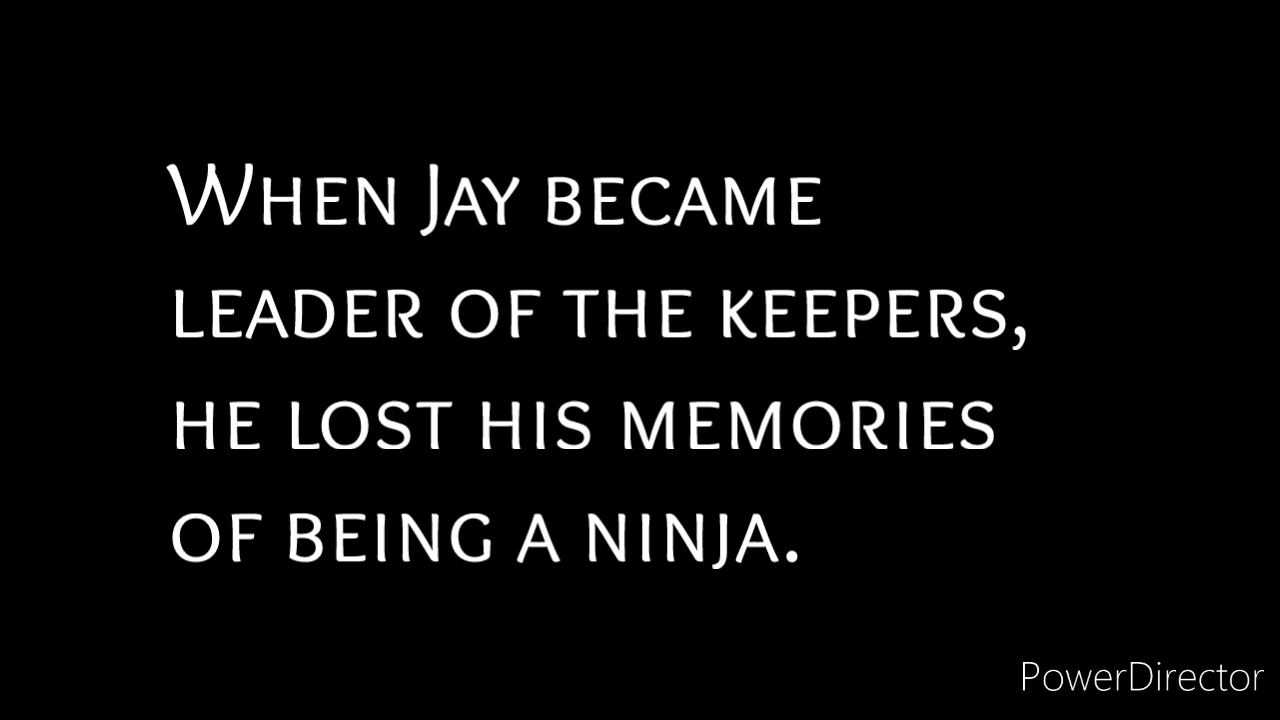 When Jay became
leader of the keepers,
he lost his memories
of being a ninja.
PowerDirector